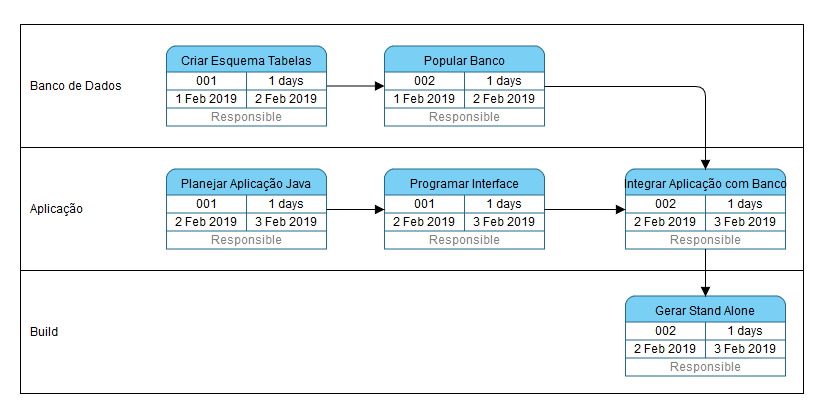 Banco de Dados
Criar Esquema Tabelas
001 1 days
1 Feb 2019 2 Feb 2019
Responsible
Popular Banco
002 1 days
1 Feb 2019 2 Feb 2019
Responsible
Aplicação
Planejar Aplicação Java
001 1 days
2 Feb 2019 3 Feb 2019
Responsible
Programar Interface
001 1 days
2 Feb 2019 3 Feb 2019
Responsible
Integrar Aplicação com Banco
002 1 days
2 Feb 2019 3 Feb 2019
Responsible
Build
Gerar Stand Alone
002 1 days
2 Feb 2019 3 Feb 2019
Responsible